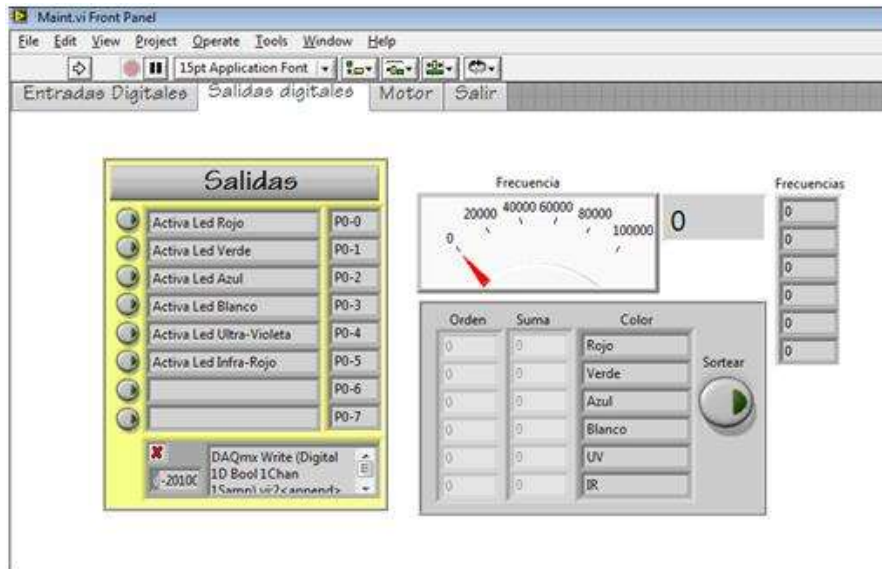 Maint.vi Front Panel
File Edit View Project Operate Tools Window Help
15pt Application Font
Entradas Digitales Salidas digitales Motor Salir
Salidas
Activa Led Rojo P0-0
Activa Led Verde P0-1
Activa Led Azul P0-2
Activa Led Blanco P0-3
Activa Led Ultra-Violeta P0-4
Activa Led Infra-Rojo P0-5
P0-6
P0-7
DAQmx Write (Digital
1D Bool 1Chan
1Samp).vi:2<append>
Frecuencia
0 20000 40000 60000 80000 100000
0
Frecuencias
0
0
0
0
0
0
Orden Suma Color
0 0 Rojo
0 0 Verde
0 0 Azul
0 0 Blanco
0 0 UV
0 0 IR
Sortear